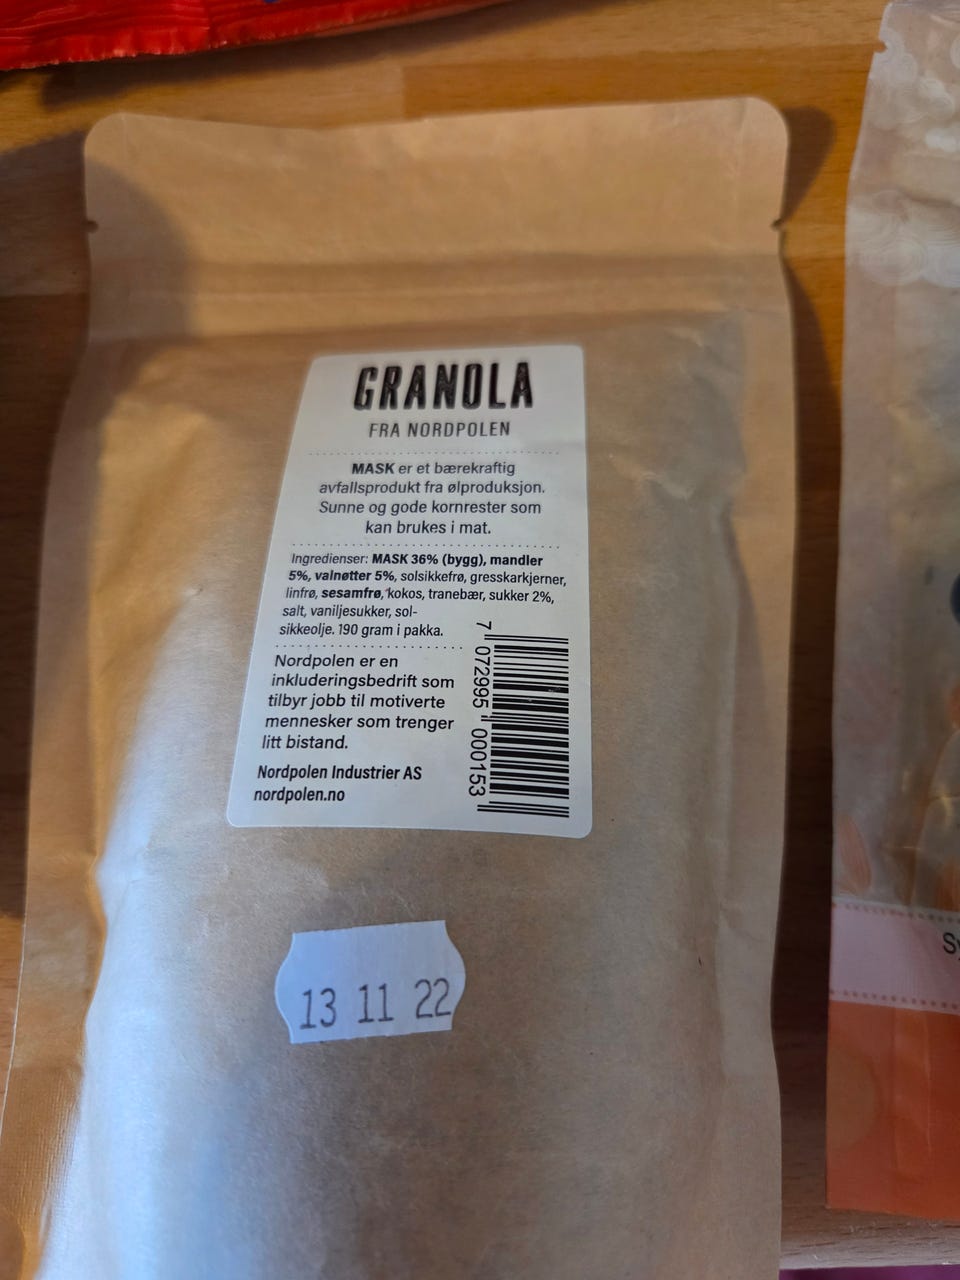 GRANOLA
FRA NORDPOLEN
MASK er et bærekraftig
avfallsprodukt fra ølproduksjon.
Sunne og gode kornrester som
kan brukes i mat.
Ingredienser: MASK 36% (bygg), mandler
5%, valnøtter 5%, solsikkefrø, gresskarkjerner,
linfrø, sesamfrø, kokos, tranebær, sukker 2%,
salt, vaniljesukker, sol-
sikkeolje. 190 gram i pakka.
Nordpolen er en
inkluderingsbedrift som
tilbyr jobb til motiverte
mennesker som trenger
litt bistand.
Nordpolen Industrier AS
nordpolen.no
7 072995 000153
13 11 22